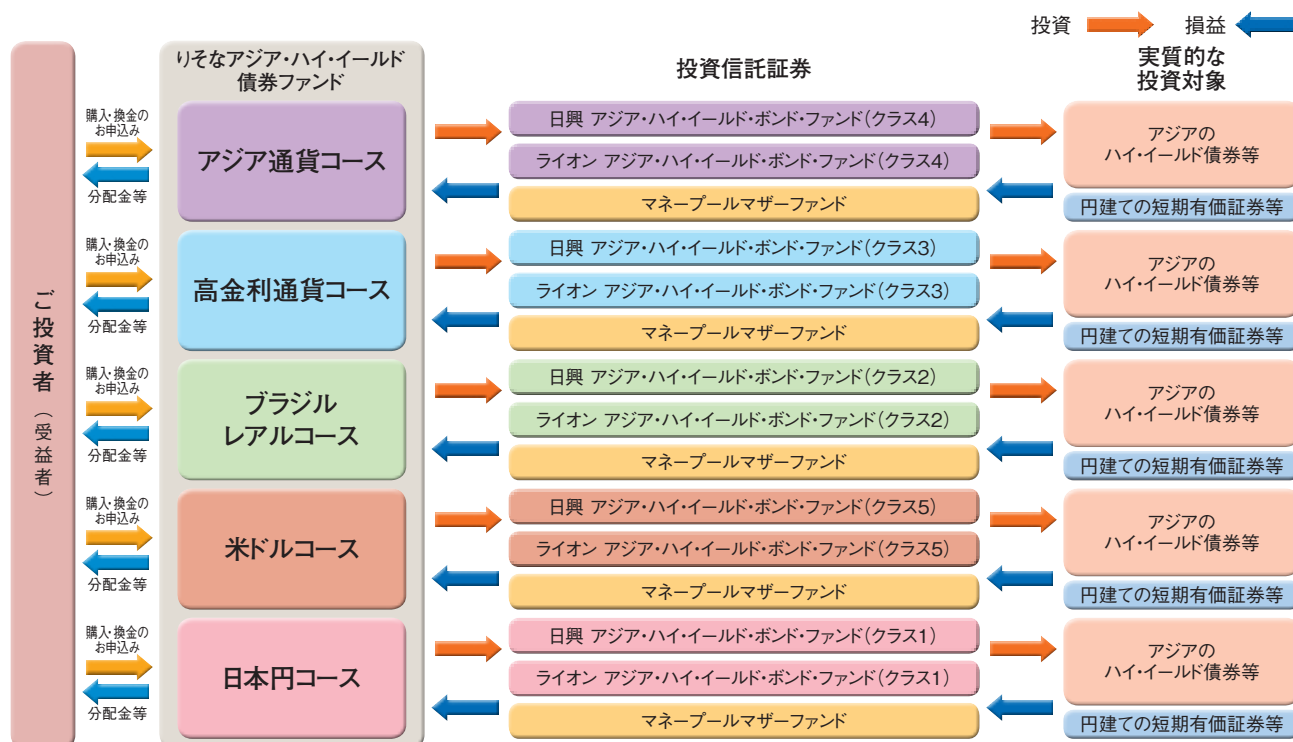 投資
損益
りそなアジア・ハイ・イールド
債券ファンド
投資信託証券
実質的な
投資対象
ご投資者（受益者）
購入・換金の
お申込み
分配金等
アジア通貨コース
日興 アジア・ハイ・イールド・ボンド・ファンド（クラス4）
ライオン アジア・ハイ・イールド・ボンド・ファンド（クラス4）
マネープールマザーファンド
アジアの
ハイ・イールド債券等
円建ての短期有価証券等
購入・換金の
お申込み
分配金等
高金利通貨コース
日興 アジア・ハイ・イールド・ボンド・ファンド（クラス3）
ライオン アジア・ハイ・イールド・ボンド・ファンド（クラス3）
マネープールマザーファンド
アジアの
ハイ・イールド債券等
円建ての短期有価証券等
購入・換金の
お申込み
分配金等
ブラジル
レアルコース
日興 アジア・ハイ・イールド・ボンド・ファンド（クラス2）
ライオン アジア・ハイ・イールド・ボンド・ファンド（クラス2）
マネープールマザーファンド
アジアの
ハイ・イールド債券等
円建ての短期有価証券等
購入・換金の
お申込み
分配金等
米ドルコース
日興 アジア・ハイ・イールド・ボンド・ファンド（クラス5）
ライオン アジア・ハイ・イールド・ボンド・ファンド（クラス5）
マネープールマザーファンド
アジアの
ハイ・イールド債券等
円建ての短期有価証券等
購入・換金の
お申込み
分配金等
日本円コース
日興 アジア・ハイ・イールド・ボンド・ファンド（クラス1）
ライオン アジア・ハイ・イールド・ボンド・ファンド（クラス1）
マネープールマザーファンド
アジアの
ハイ・イールド債券等
円建ての短期有価証券等